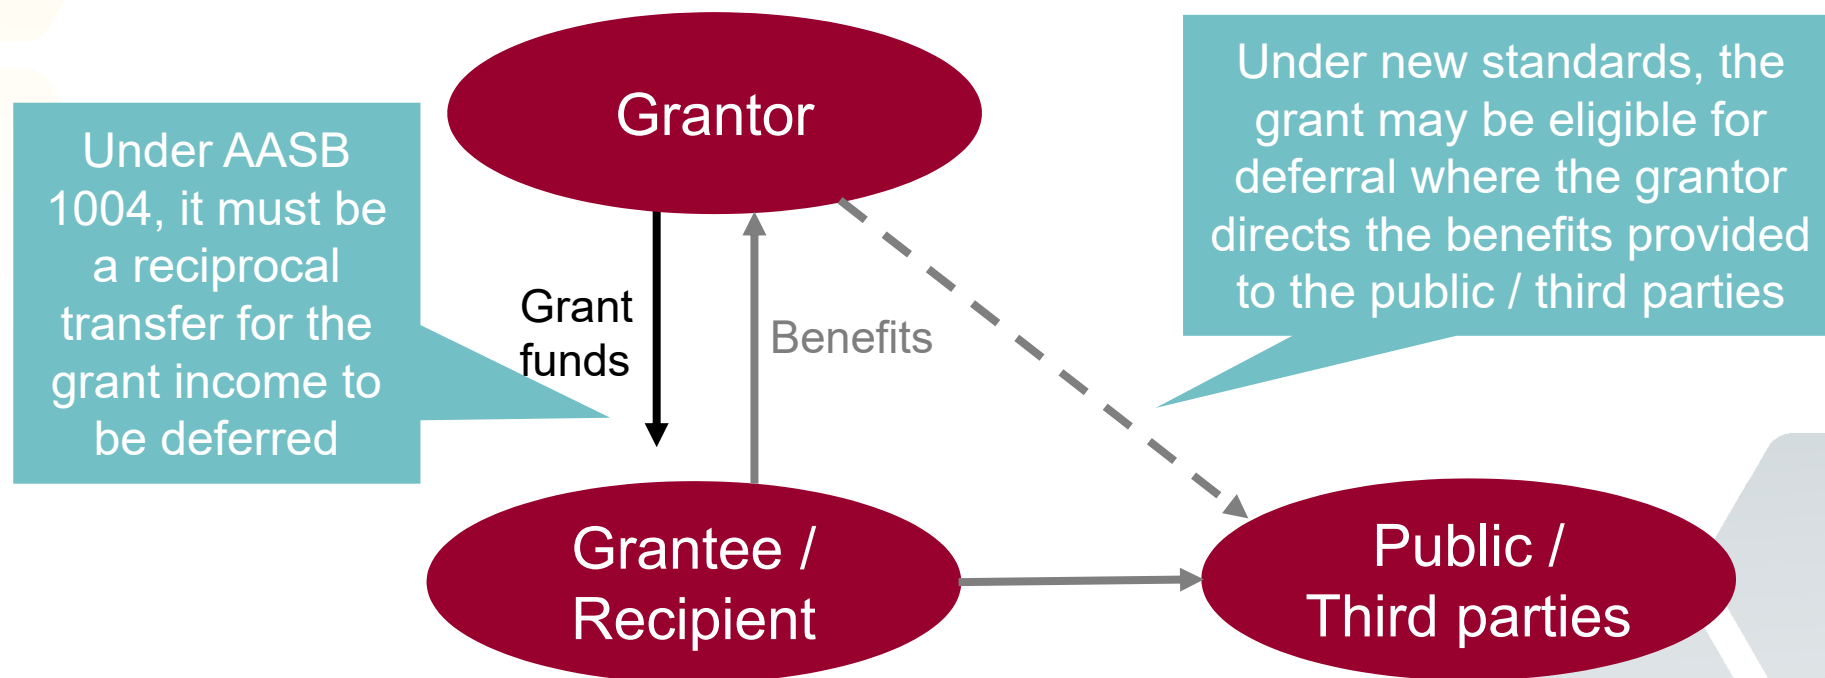 Grantor
Under AASB
1004, it must be
a reciprocal
transfer for the
grant income to
be deferred
Under new standards, the
grant may be eligible for
deferral where the grantor
directs the benefits provided
to the public / third parties
Grant
funds
Benefits
Grantee /
Recipient
Public /
Third parties